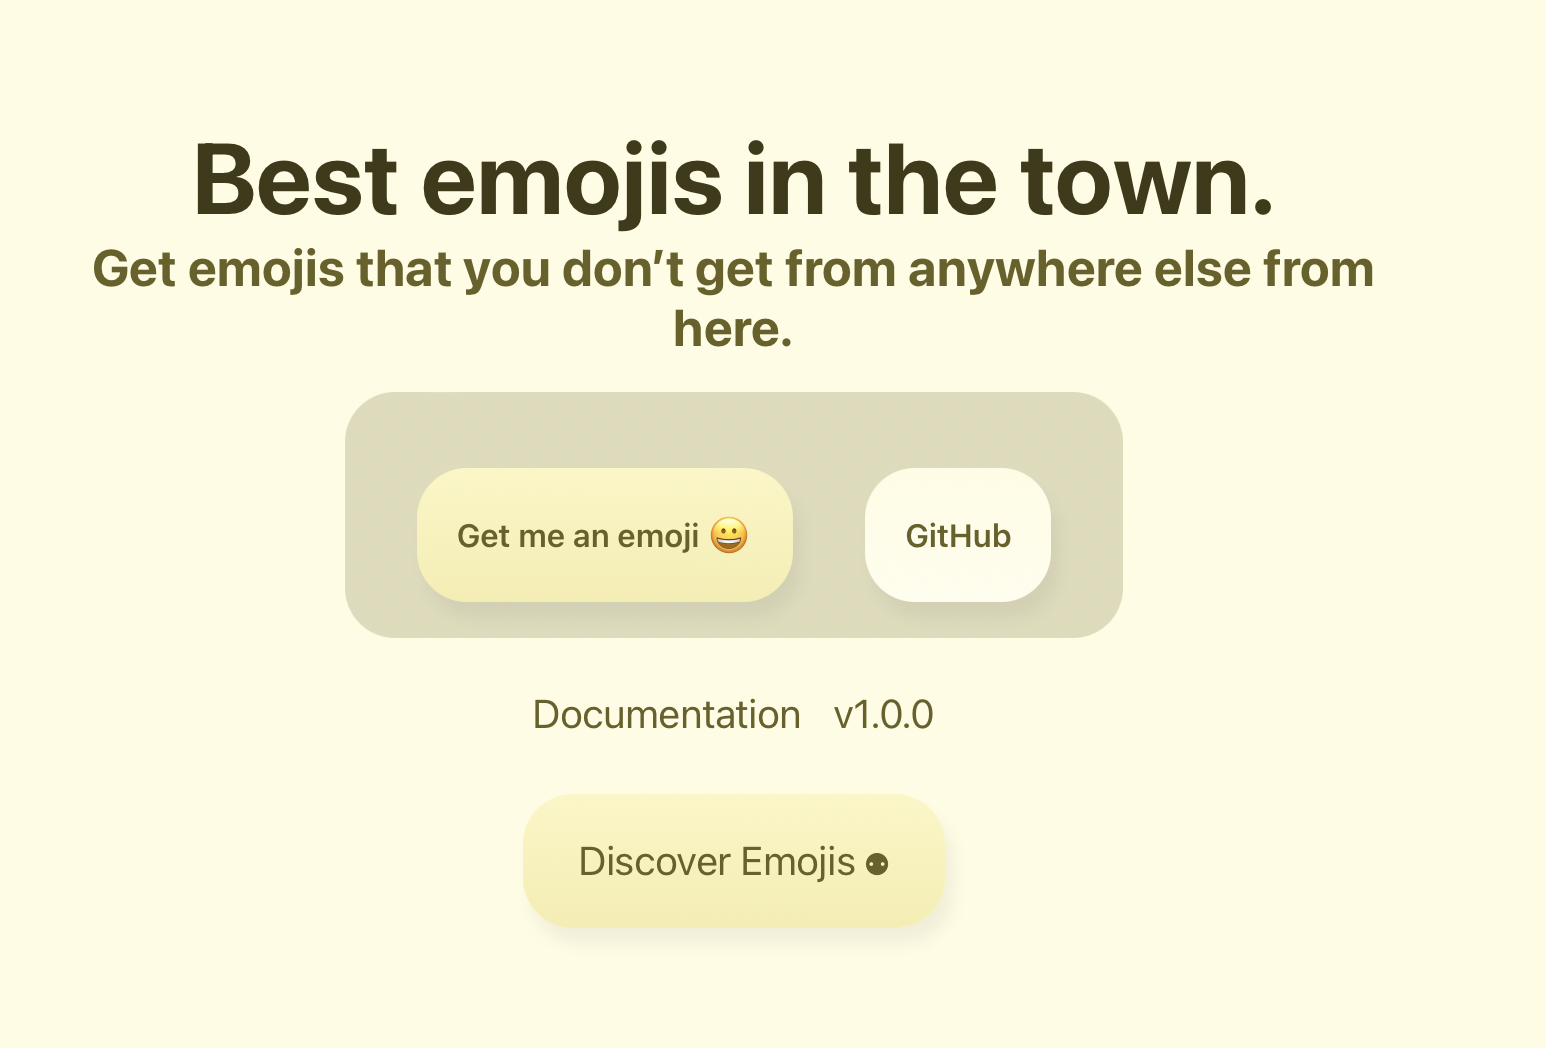 Best emojis in the town.
Get emojis that you don’t get from anywhere else from
here.
Get me an emoji 😀 GitHub
Documentation v1.0.0
Discover Emojis ⚉